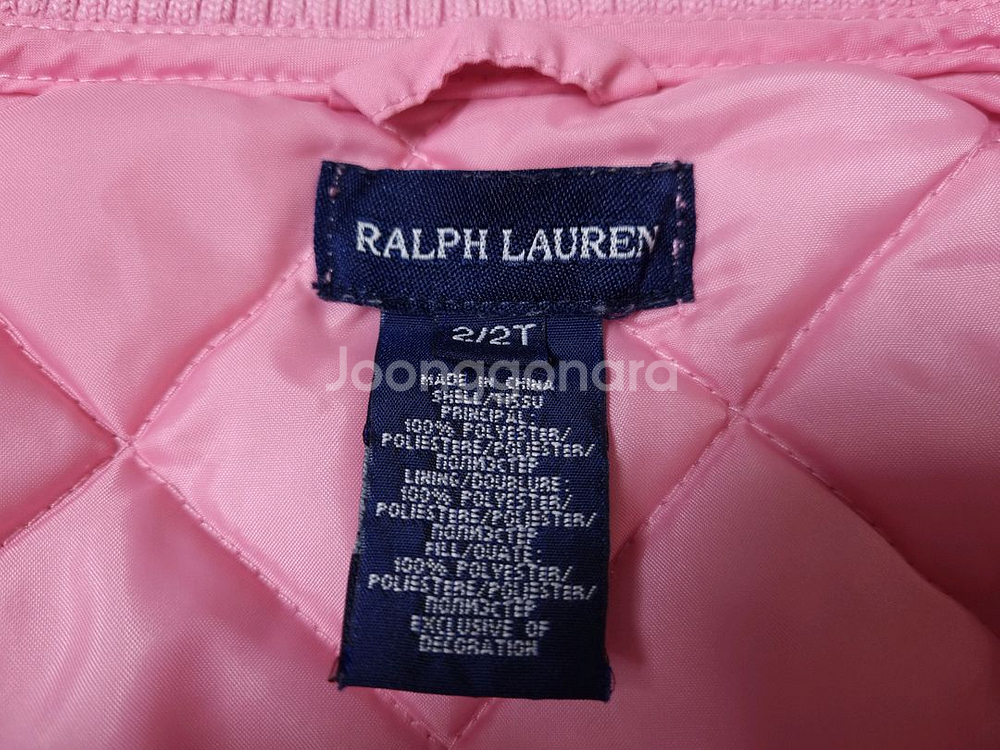 RALPH LAUREN
2/2T
Joonggonara
MADE IN CHINA
SHELL/TISSU
PRINCIPAL:
100% POLYESTER/
POLIESTERE/POLIESTER/
ПОЛИЭСТЕР
LINING/DOUBLURE:
100% POLYESTER/
POLIESTERE/POLIESTER/
ПОЛИЭСТЕР
FILL/OUATE:
100% POLYESTER/
POLIESTERE/POLIESTER/
ПОЛИЭСТЕР
EXCLUSIVE OF
DECORATION